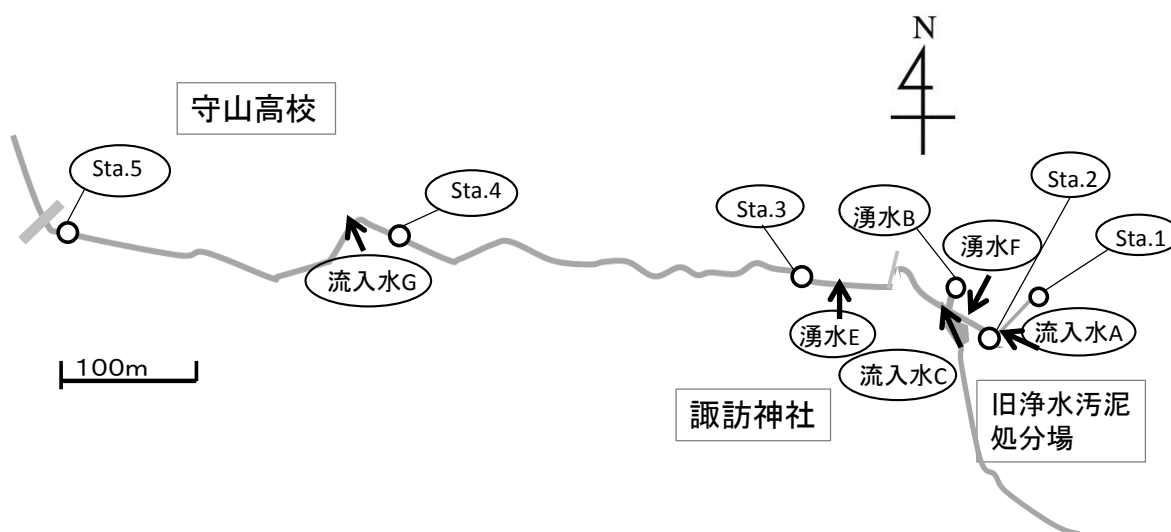 N
守山高校
Sta.5
Sta.4
Sta.3
Sta.2
湧水B
湧水F
Sta.1
流入水G
湧水E
流入水A
流入水C
100m
諏訪神社
旧浄水汚泥
処分場